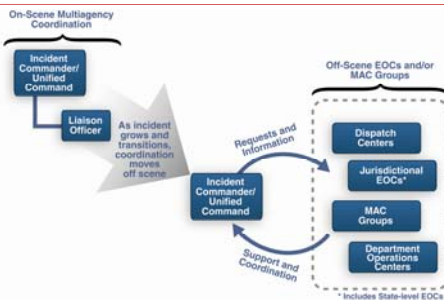 On-Scene Multiagency
Coordination
Incident
Commander/
Unified
Command
Liaison
Officer
As incident
grows and
transitions,
coordination
moves
off scene
Incident
Commander/
Unified
Command
Requests and
Information
Support and
Coordination
Off-Scene EOCs and/or
MAC Groups
Dispatch
Centers
Jurisdictional
EOCs*
MAC
Groups
Department
Operations
Centers
* Includes State-level EOCs